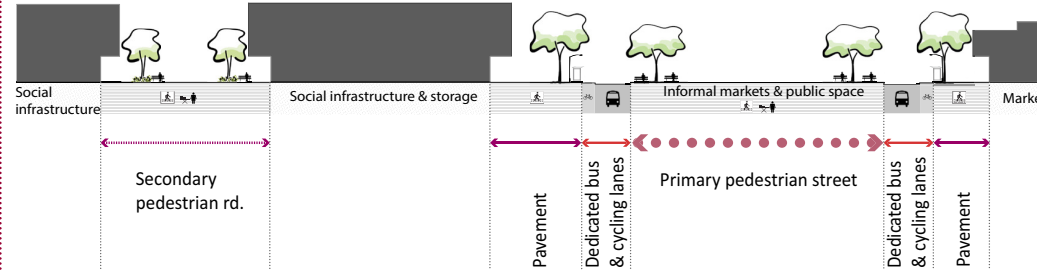 Social
infrastructure
Social infrastructure & storage
Informal markets & public space
Marke
Secondary
pedestrian rd.
Pavement
Dedicated bus
& cycling lanes
Primary pedestrian street
Dedicated bus
& cycling lanes
Pavement